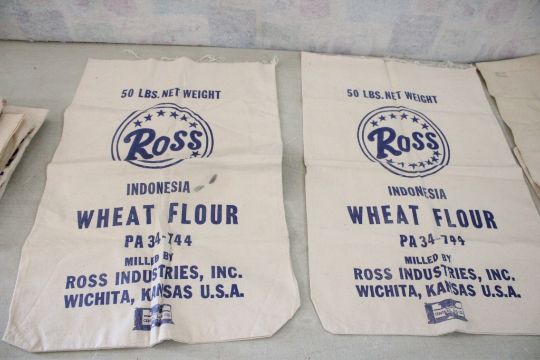 50 LBS. NET WEIGHT
Ross
INDONESIA
WHEAT FLOUR
PA 34-744
MILLED BY
ROSS INDUSTRIES, INC.
WICHITA, KANSAS U.S.A.
50 LBS. NET WEIGHT
Ross
INDONESIA
WHEAT FLOUR
PA 34-744
MILLED BY
ROSS INDUSTRIES, INC.
WICHITA, KANSAS U.S.A.